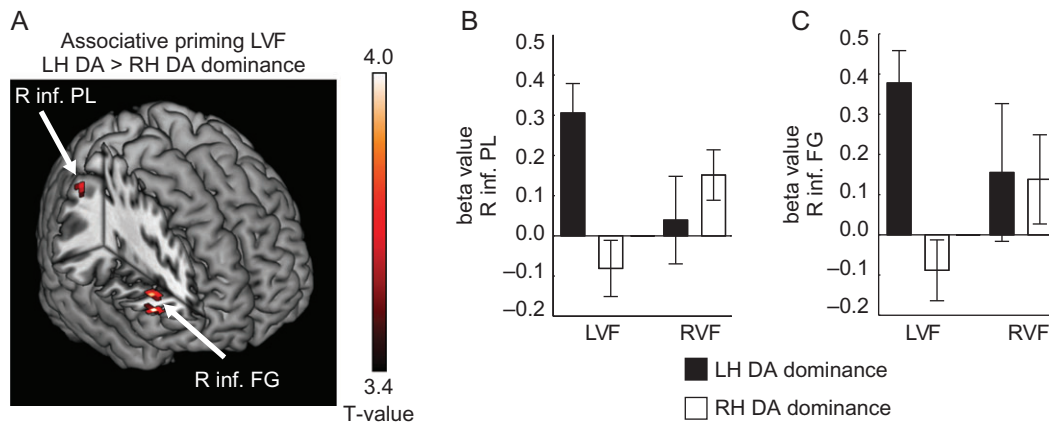 A
Associative priming LVF
LH DA > RH DA dominance
R inf. PL
R inf. FG
4.0
3.4
T-value
B
beta value
R inf. PL
0.5
0.4
0.3
0.2
0.1
0.0
–0.1
–0.2
LVF
RVF
C
beta value
R inf. FG
0.5
0.4
0.3
0.2
0.1
0.0
–0.1
–0.2
LVF
RVF
LH DA dominance
RH DA dominance